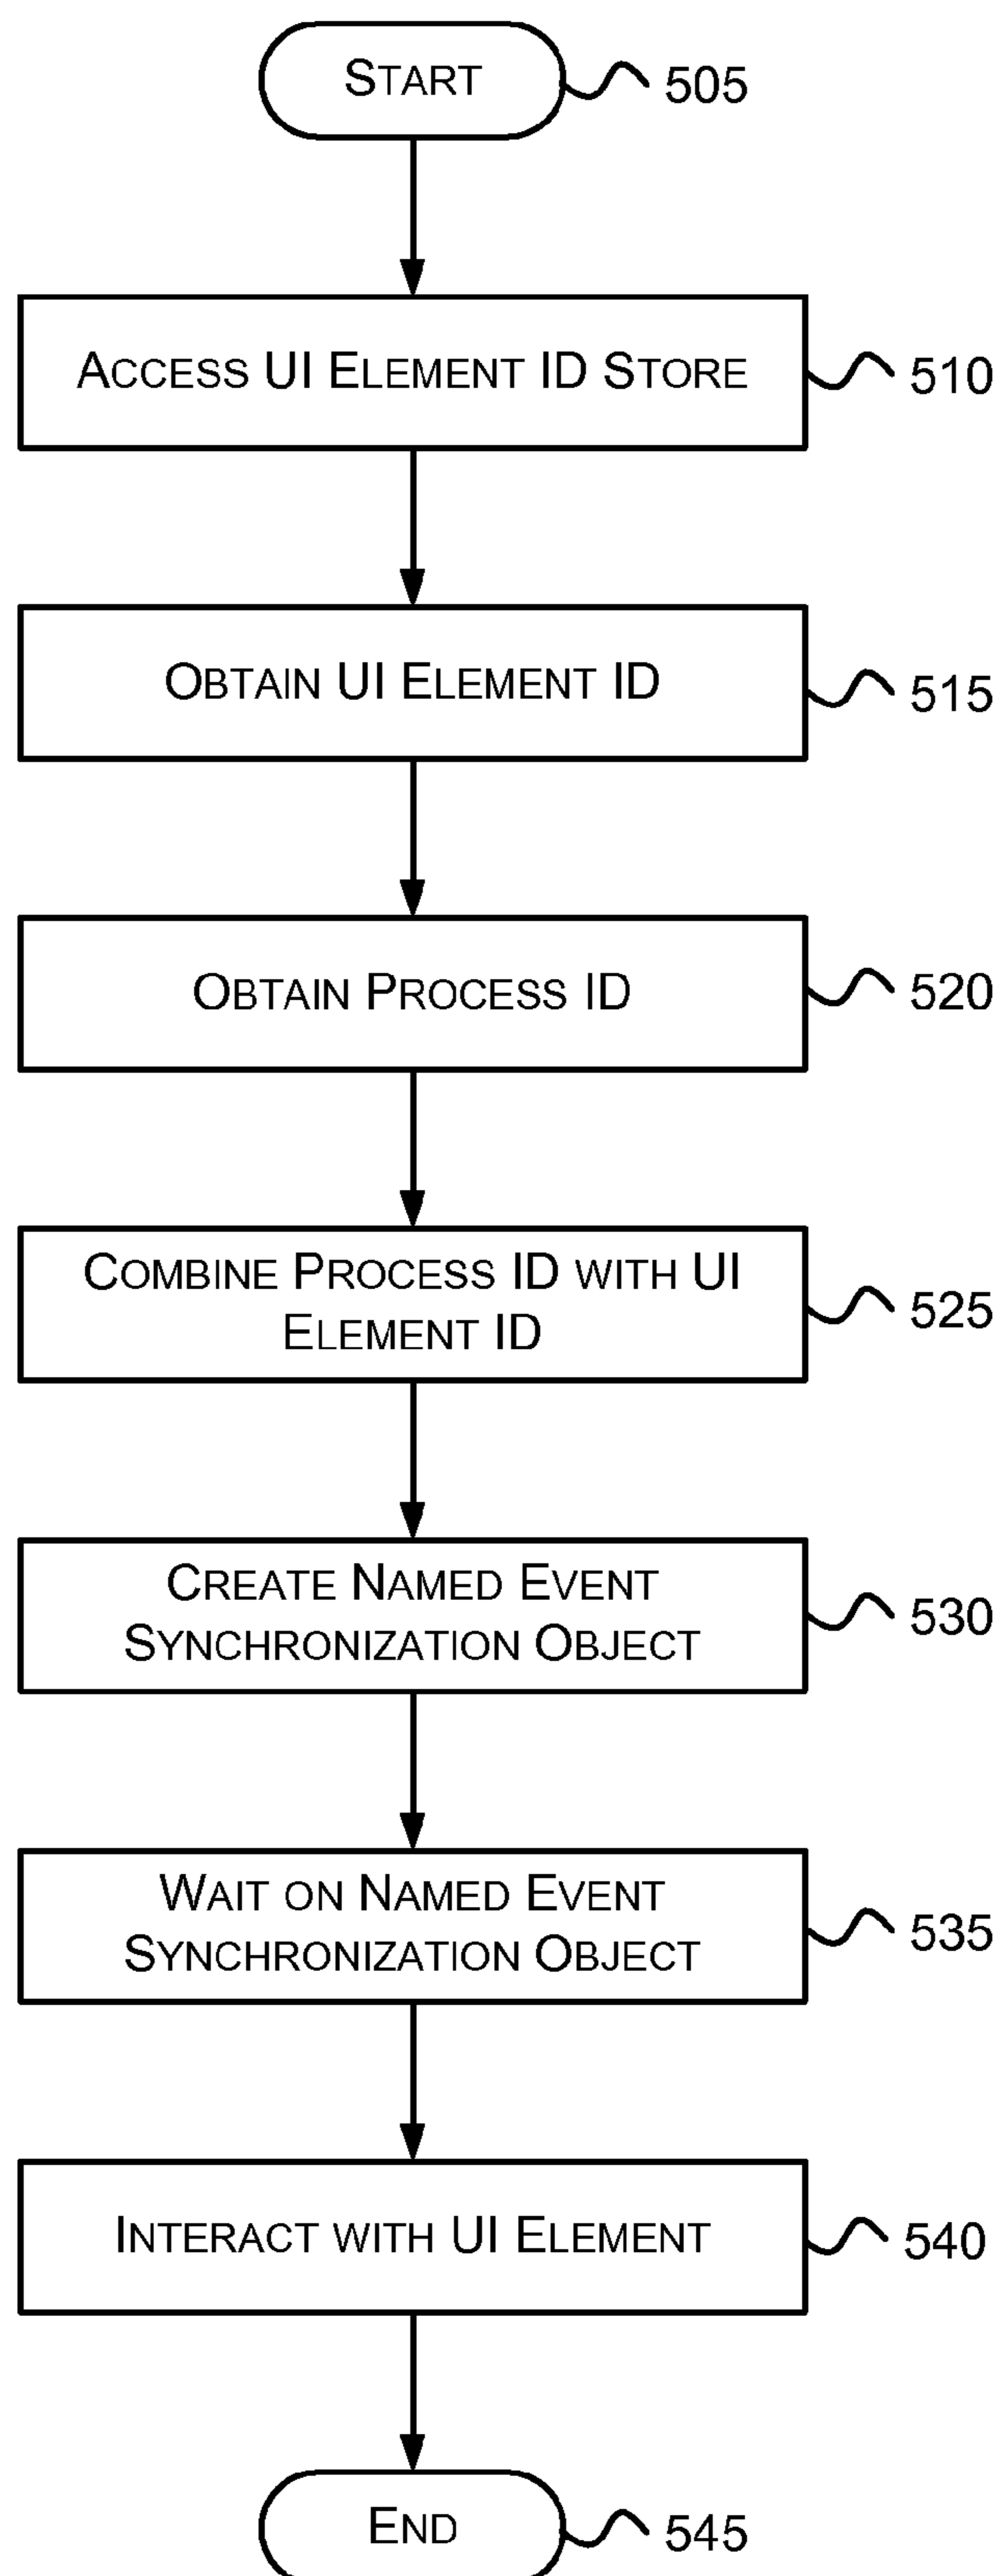 START
505
ACCESS UI ELEMENT ID STORE
510
OBTAIN UI ELEMENT ID
515
OBTAIN PROCESS ID
520
COMBINE PROCESS ID WITH UI
ELEMENT ID
525
CREATE NAMED EVENT
SYNCHRONIZATION OBJECT
530
WAIT ON NAMED EVENT
SYNCHRONIZATION OBJECT
535
INTERACT WITH UI ELEMENT
540
END
545